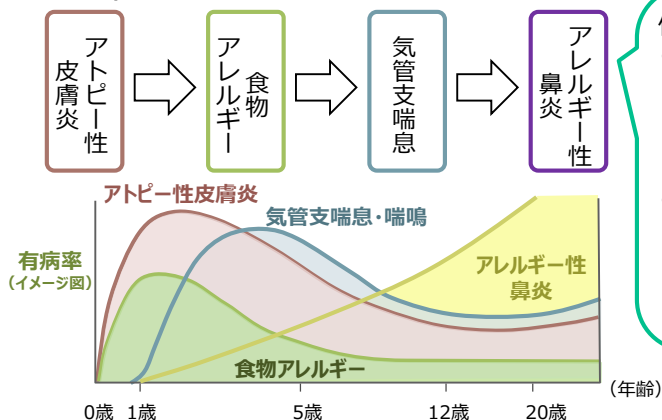 アトピー性
皮膚炎
食物
アレルギー
気管支喘息
アレルギー性
鼻炎
アトピー性皮膚炎
気管支喘息・喘鳴
有病率
(イメージ図)
アレルギー性
鼻炎
食物アレルギー
(年齢)
0歳 1歳 5歳 12歳 20歳